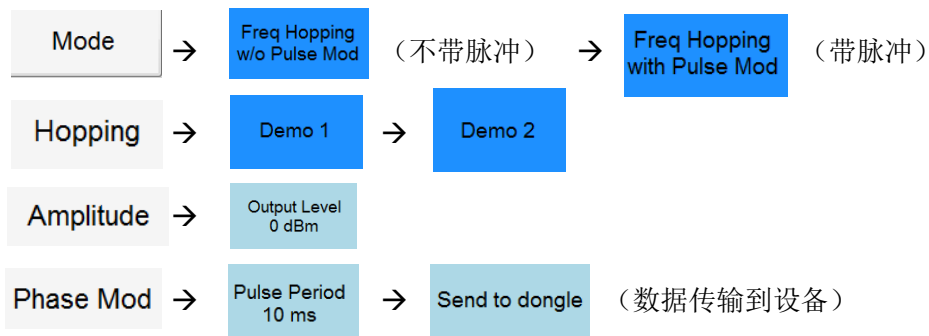 Mode → Freq Hopping w/o Pulse Mod （不带脉冲） → Freq Hopping with Pulse Mod （带脉冲）
Hopping → Demo 1 → Demo 2
Amplitude → Output Level 0 dBm
Phase Mod → Pulse Period 10 ms → Send to dongle （数据传输到设备）